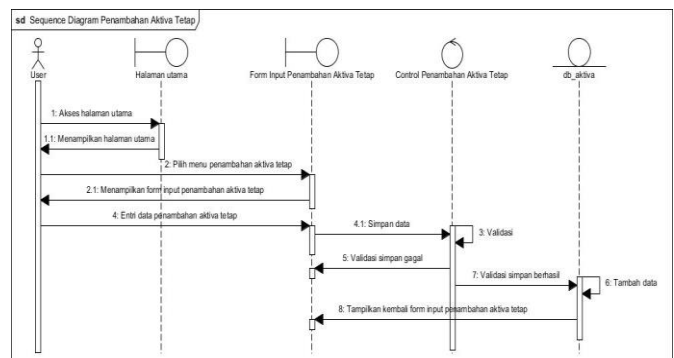 sd Sequence Diagram Penambahan Aktiva Tetap
User
Halaman utama
Form Input Penambahan Aktiva Tetap
Control Penambahan Aktiva Tetap
db_aktiva
1: Akses halaman utama
1.1: Menampilkan halaman utama
2: Pilih menu penambahan aktiva tetap
2.1: Menampilkan form input penambahan aktiva tetap
4: Entri data penambahan aktiva tetap
4.1: Simpan data
3: Validasi
5: Validasi simpan gagal
7: Validasi simpan berhasil
6: Tambah data
8: Tampilkan kembali form input penambahan aktiva tetap